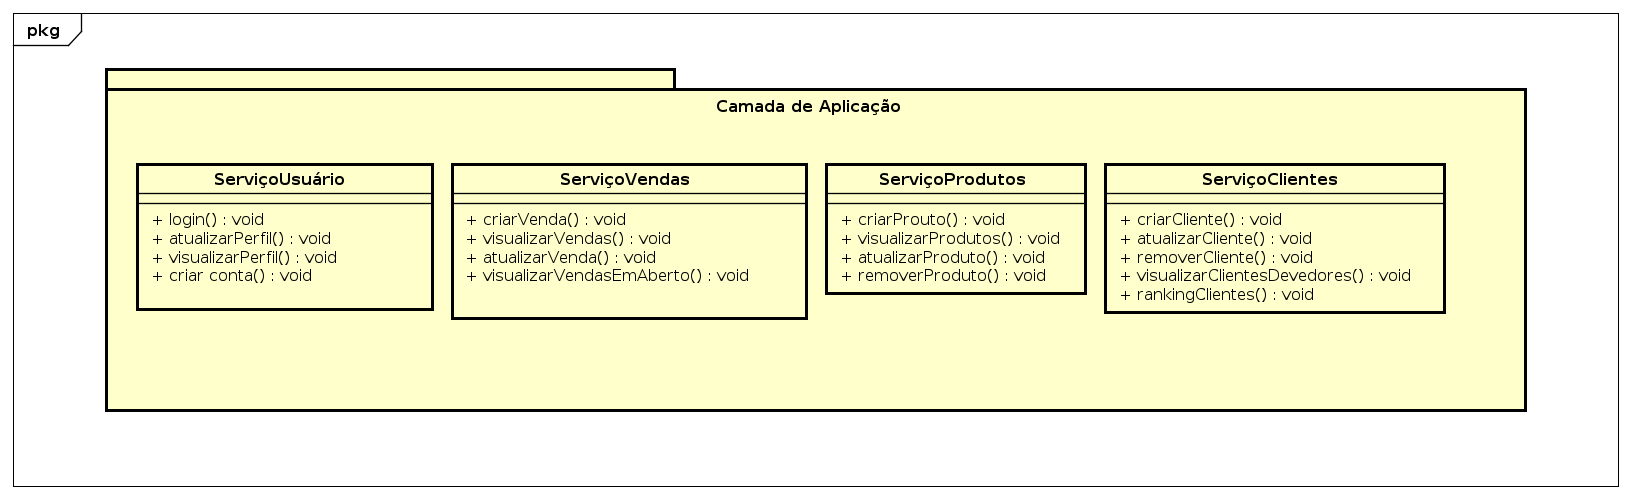 pkg
Camada de Aplicação
ServiçoUsuário
+ login() : void
+ atualizarPerfil() : void
+ visualizarPerfil() : void
+ criar conta() : void
ServiçoVendas
+ criarVenda() : void
+ visualizarVendas() : void
+ atualizarVenda() : void
+ visualizarVendasEmAberto() : void
ServiçoProdutos
+ criarProuto() : void
+ visualizarProdutos() : void
+ atualizarProduto() : void
+ removerProduto() : void
ServiçoClientes
+ criarCliente() : void
+ atualizarCliente() : void
+ removerCliente() : void
+ visualizarClientesDevedores() : void
+ rankingClientes() : void